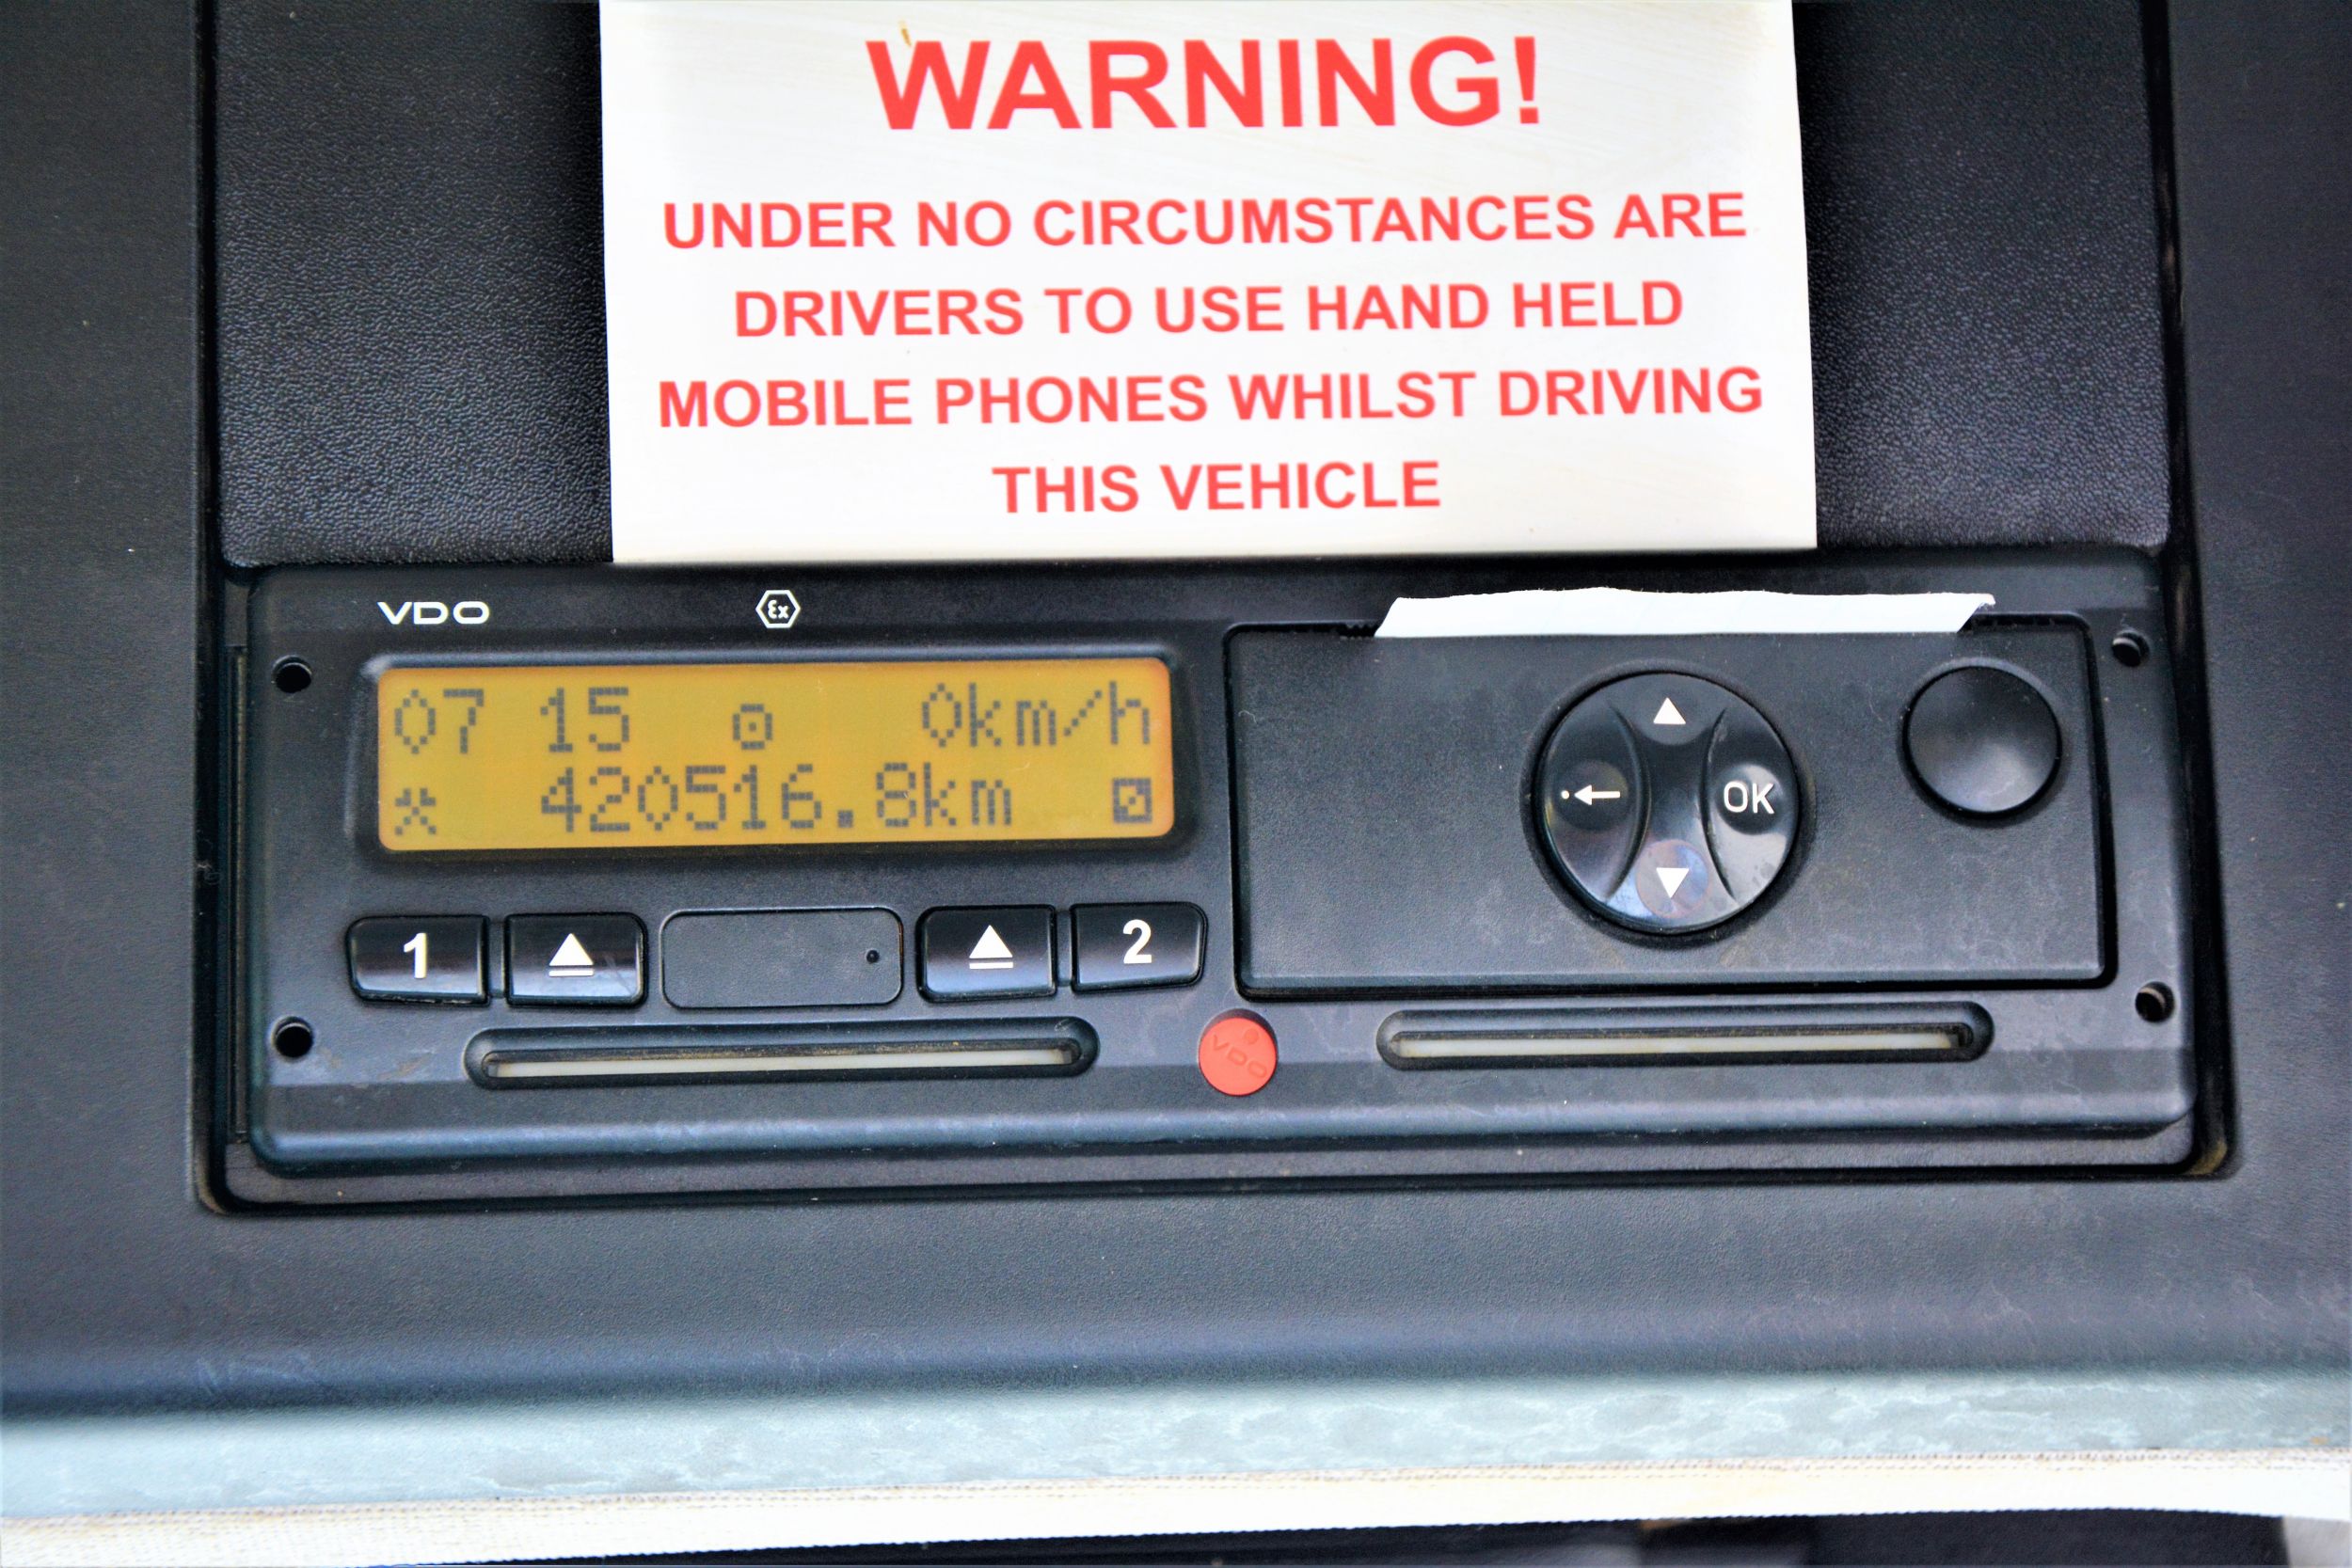 WARNING!
UNDER NO CIRCUMSTANCES ARE
DRIVERS TO USE HAND HELD
MOBILE PHONES WHILST DRIVING
THIS VEHICLE
VDO
Ex
07 15 0km/h
420516.8km
OK
1
2
VDO